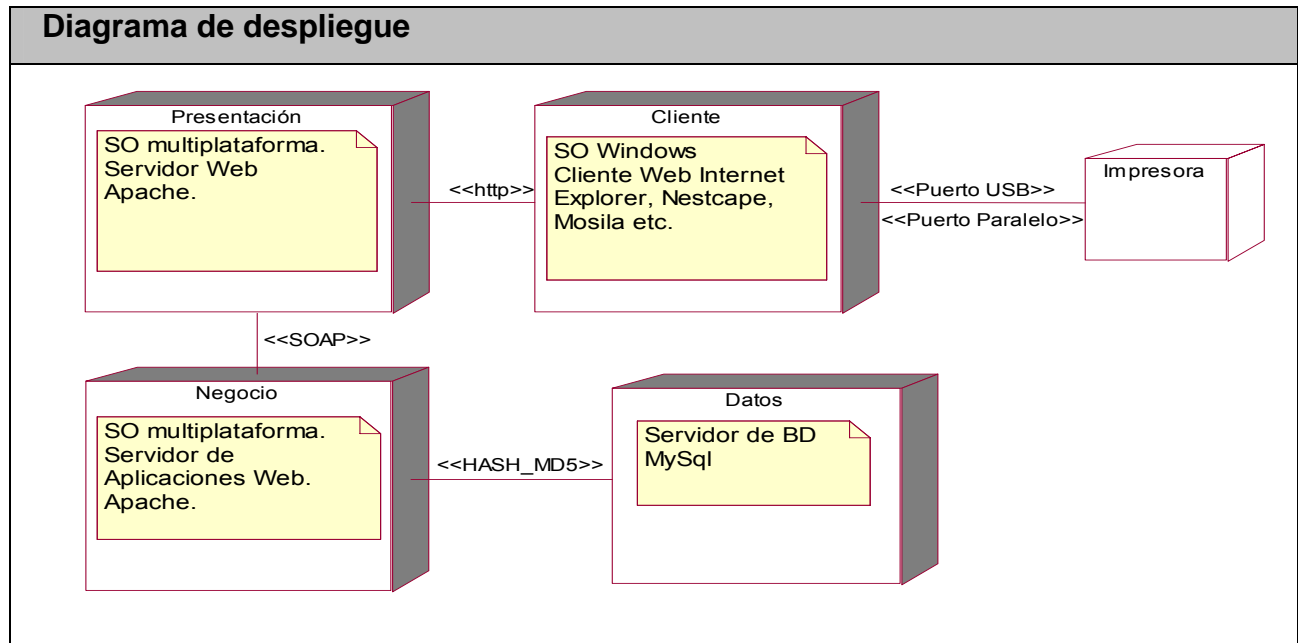 Diagrama de despliegue
Presentación
SO multiplataforma.
Servidor Web
Apache.
<<http>>
Cliente
SO Windows
Cliente Web Internet
Explorer, Nestcape,
Mosila etc.
<<Puerto USB>>
<<Puerto Paralelo>>
Impresora
<<SOAP>>
Negocio
SO multiplataforma.
Servidor de
Aplicaciones Web.
Apache.
<<HASH_MD5>>
Datos
Servidor de BD
MySql